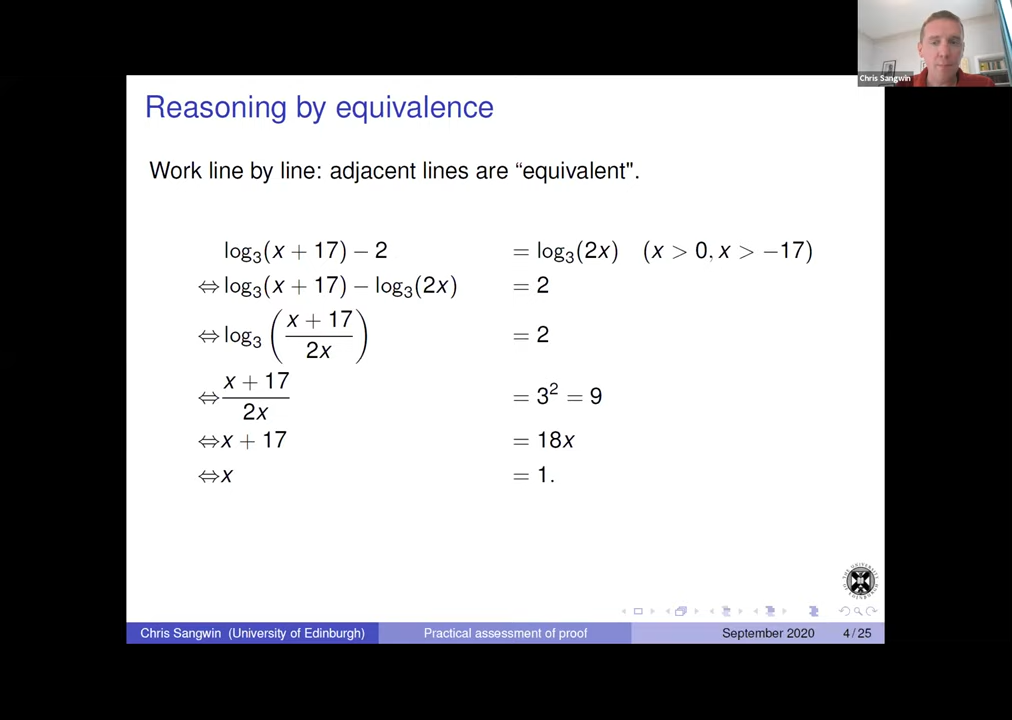 Chris Sangwin
Reasoning by equivalence
Work line by line: adjacent lines are “equivalent".
log₃(x + 17) − 2 = log₃(2x) (x > 0, x > −17)
⇔ log₃(x + 17) − log₃(2x) = 2
⇔ log₃ ((x + 17)/(2x)) = 2
⇔ (x + 17)/(2x) = 3² = 9
⇔ x + 17 = 18x
⇔ x = 1.
Chris Sangwin (University of Edinburgh) Practical assessment of proof September 2020 4 / 25